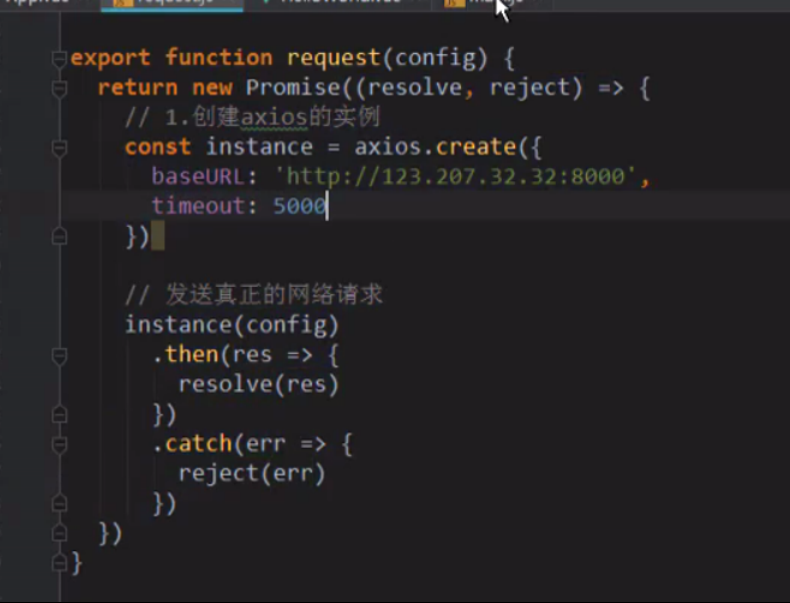 export function request(config) {
return new Promise((resolve, reject) => {
// 1.创建axios的实例
const instance = axios.create({
baseURL: 'http://123.207.32.32:8000',
timeout: 5000
})
// 发送真正的网络请求
instance(config)
.then(res => {
resolve(res)
})
.catch(err => {
reject(err)
})
})
}